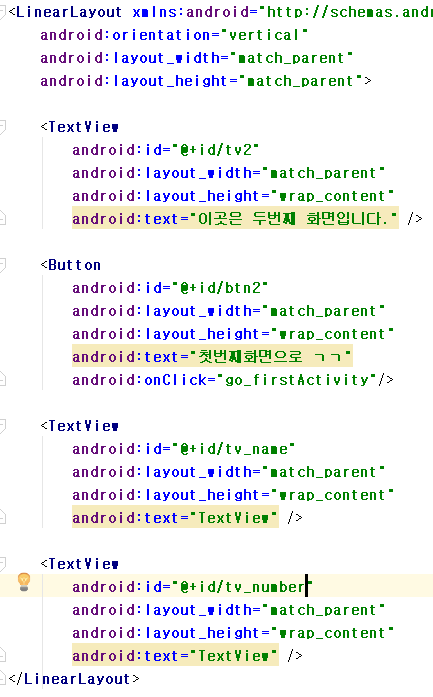 <LinearLayout xmlns:android="http://schemas.andr
android:orientation="vertical"
android:layout_width="match_parent"
android:layout_height="match_parent">
<TextView
android:id="@+id/tv2"
android:layout_width="match_parent"
android:layout_height="wrap_content"
android:text="이곳은 두번째 화면입니다." />
<Button
android:id="@+id/btn2"
android:layout_width="match_parent"
android:layout_height="wrap_content"
android:text="첫번째화면으로 ㄱㄱ"
android:onClick="go_firstActivity"/>
<TextView
android:id="@+id/tv_name"
android:layout_width="match_parent"
android:layout_height="wrap_content"
android:text="TextView" />
<TextView
android:id="@+id/tv_number"
android:layout_width="match_parent"
android:layout_height="wrap_content"
android:text="TextView" />
</LinearLayout>